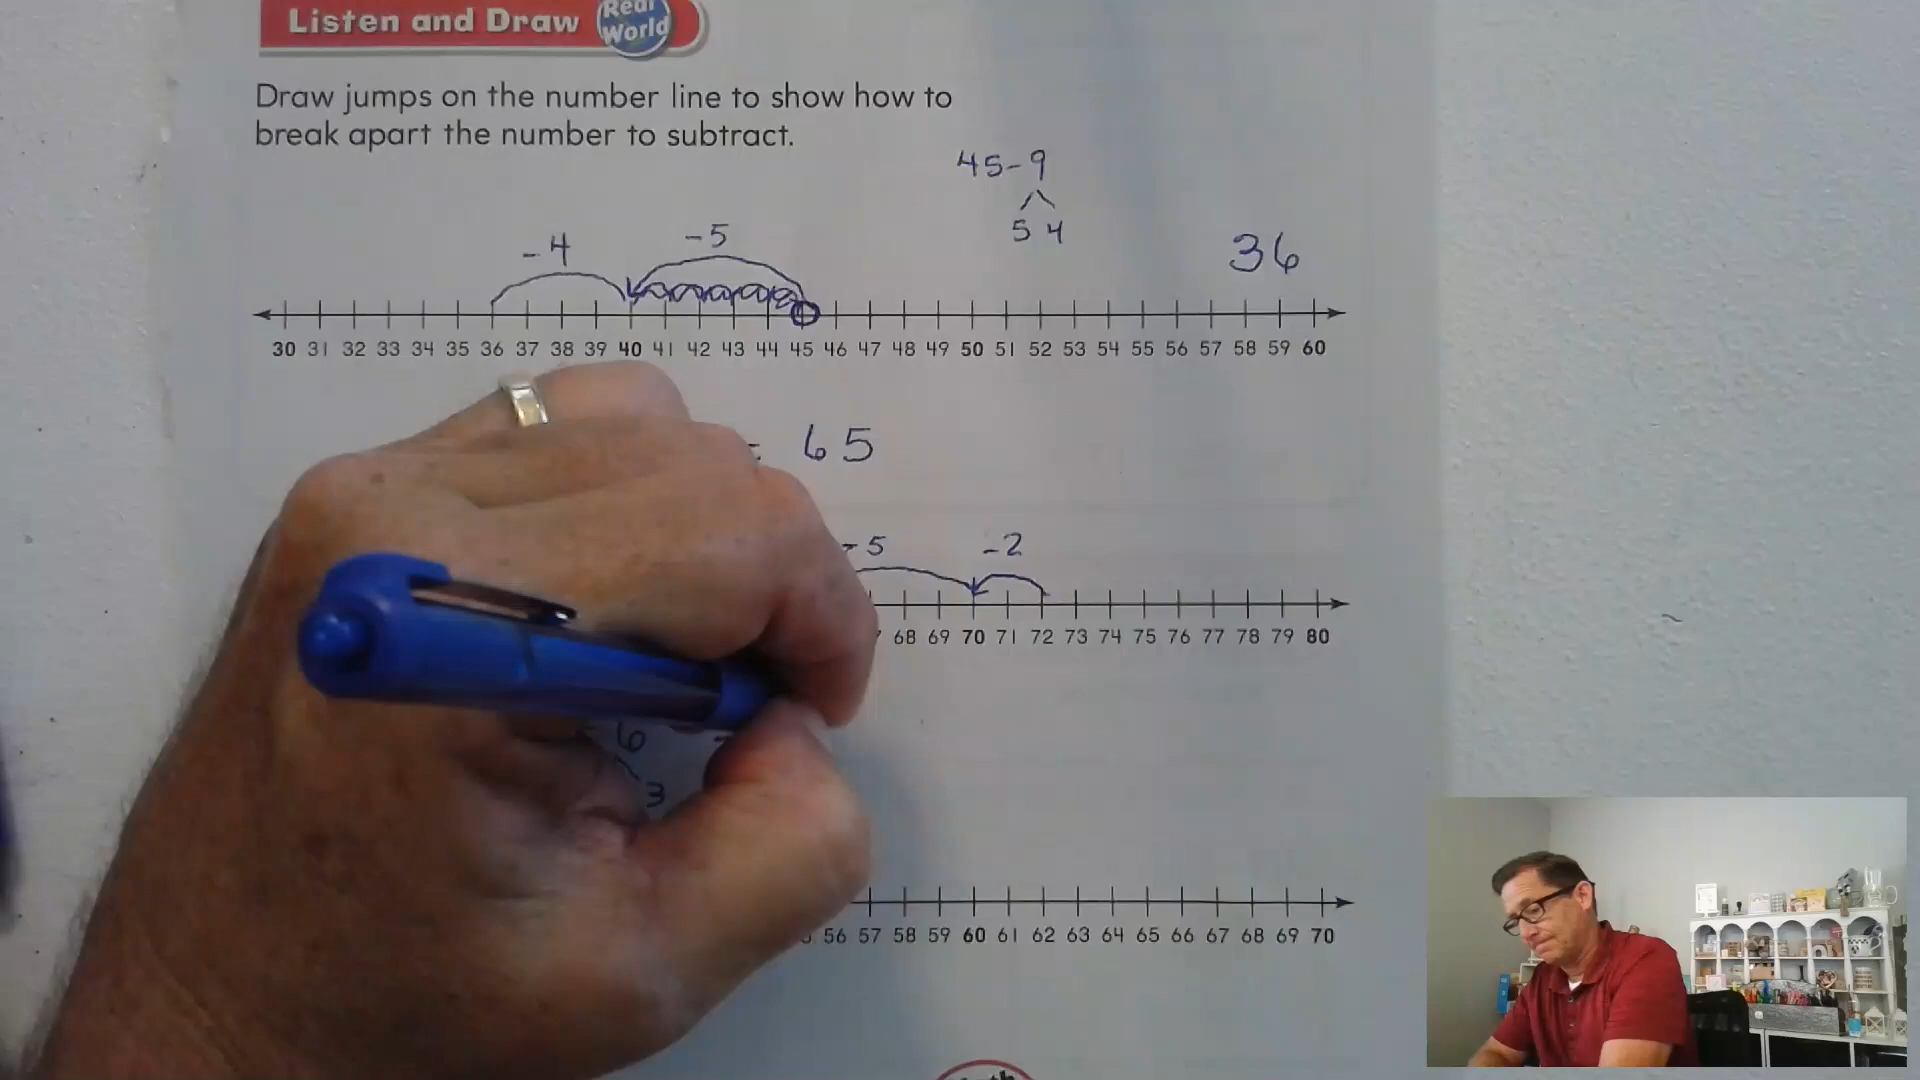 Listen and Draw Real World
Draw jumps on the number line to show how to
break apart the number to subtract.
45-9
5 4
-4 -5 36
30 31 32 33 34 35 36 37 38 39 40 41 42 43 44 45 46 47 48 49 50 51 52 53 54 55 56 57 58 59 60
= 65
-5 -2
68 69 70 71 72 73 74 75 76 77 78 79 80
6
3
56 57 58 59 60 61 62 63 64 65 66 67 68 69 70